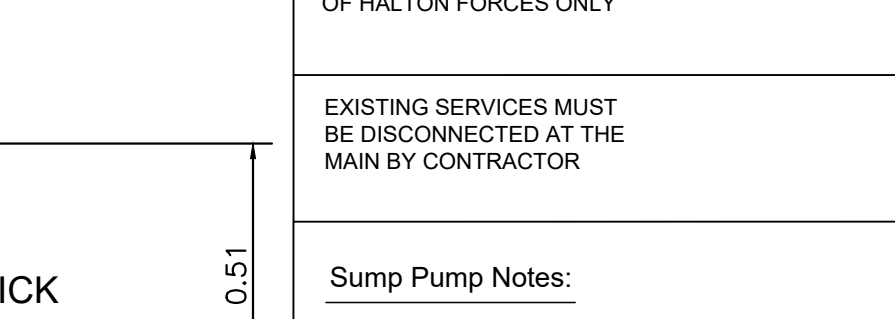 OF HALTON FORCES ONLY
EXISTING SERVICES MUST
BE DISCONNECTED AT THE
MAIN BY CONTRACTOR
0.51
ICK
Sump Pump Notes: